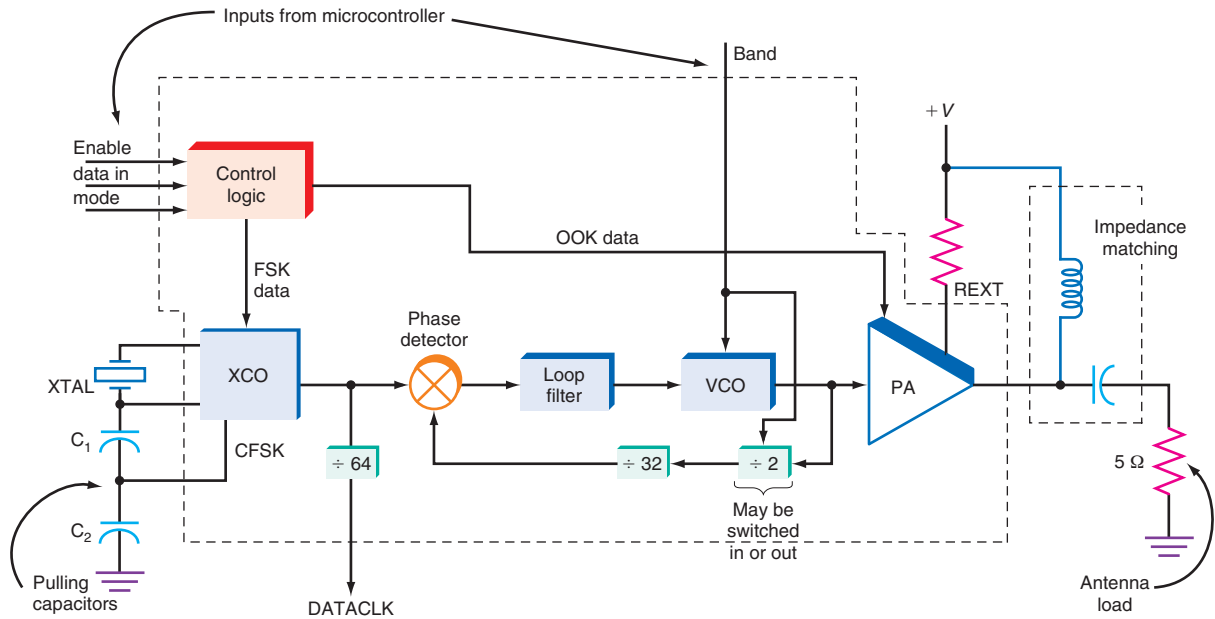 Inputs from microcontroller
Band
+V
Enable
data in
mode
Control
logic
Impedance
matching
OOK data
FSK
data
REXT
Phase
detector
XTAL
XCO
Loop
filter
VCO
PA
C1
CFSK
÷ 64
÷ 32
÷ 2
5 Ω
C2
May be
switched
in or out
Pulling
capacitors
DATACLK
Antenna
load